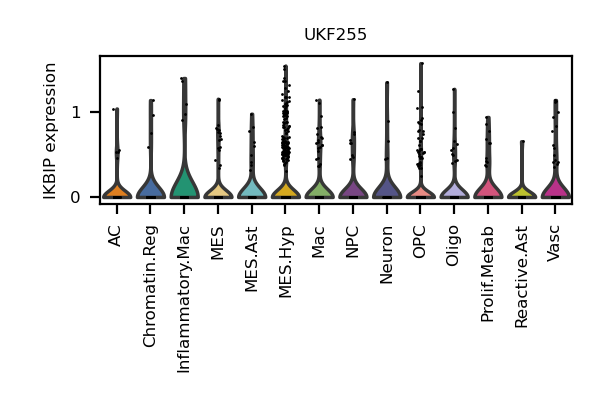 UKF255
IKBIP expression
1
0
AC
Chromatin.Reg
Inflammatory.Mac
MES
MES.Ast
MES.Hyp
Mac
NPC
Neuron
OPC
Oligo
Prolif.Metab
Reactive.Ast
Vasc